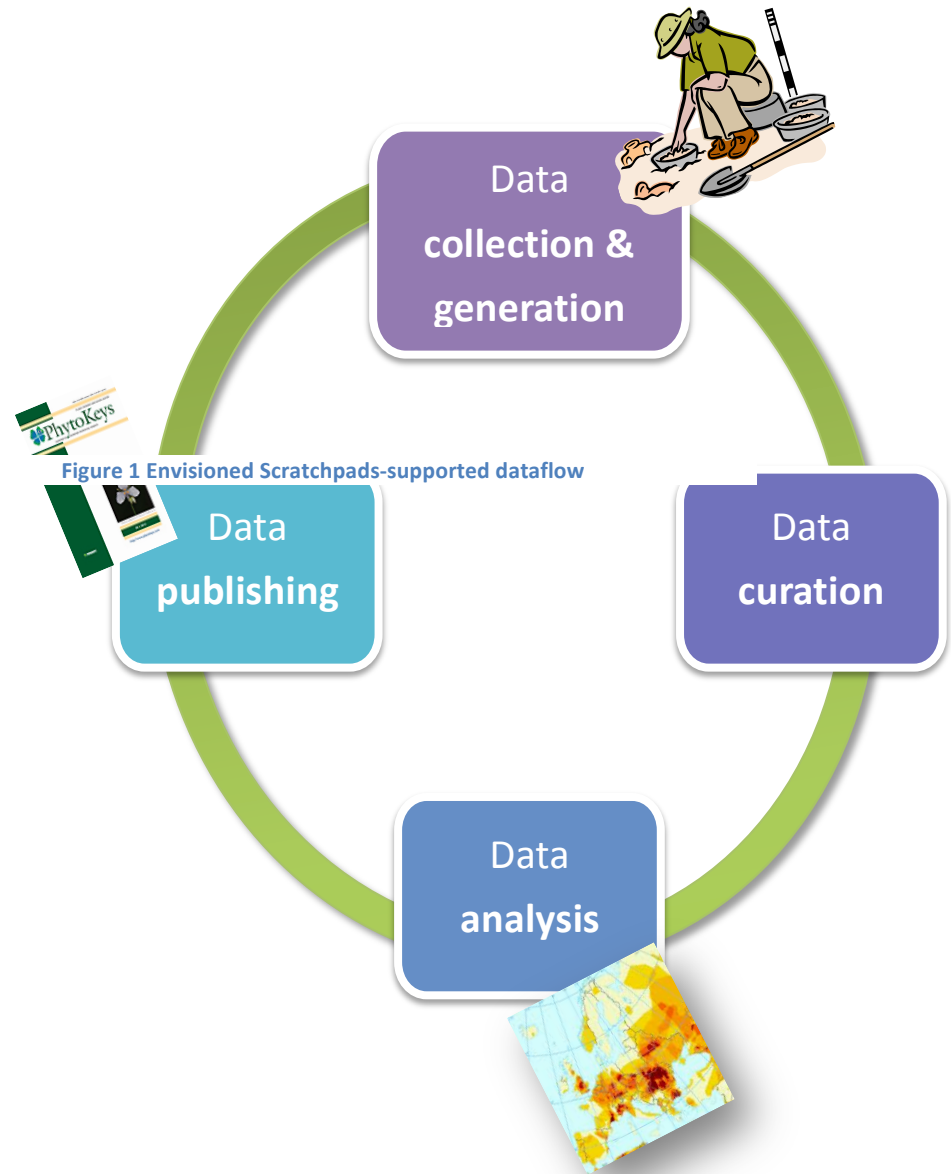 Data
collection &
generation
PhytoKeys
Figure 1 Envisioned Scratchpads-supported dataflow
Data
publishing
Data
curation
Data
analysis